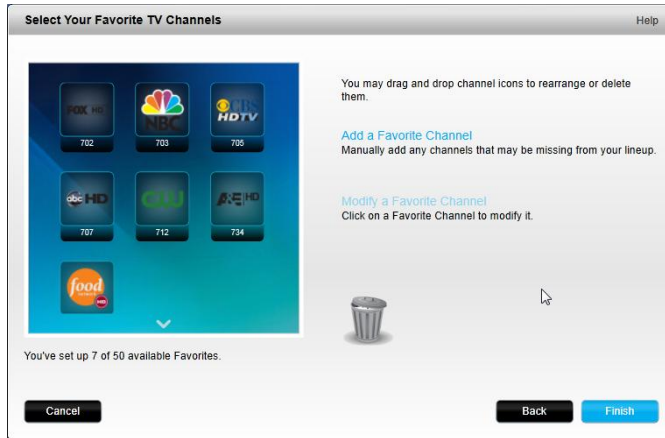 Select Your Favorite TV Channels
Help
You may drag and drop channel icons to rearrange or delete
them.
FOX HD
NBC
CBS
HDTV
702
703
705
Add a Favorite Channel
Manually add any channels that may be missing from your lineup.
abc HD
CW
A&E HD
707
712
734
Modify a Favorite Channel
Click on a Favorite Channel to modify it.
food
You've set up 7 of 50 available Favorites.
Cancel
Back
Finish